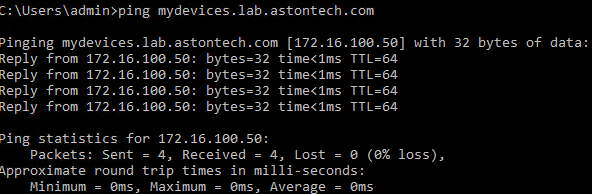 C:\Users\admin>ping mydevices.lab.astontech.com
Pinging mydevices.lab.astontech.com [172.16.100.50] with 32 bytes of data:
Reply from 172.16.100.50: bytes=32 time<1ms TTL=64
Reply from 172.16.100.50: bytes=32 time<1ms TTL=64
Reply from 172.16.100.50: bytes=32 time<1ms TTL=64
Reply from 172.16.100.50: bytes=32 time<1ms TTL=64
Ping statistics for 172.16.100.50:
    Packets: Sent = 4, Received = 4, Lost = 0 (0% loss),
Approximate round trip times in milli-seconds:
    Minimum = 0ms, Maximum = 0ms, Average = 0ms